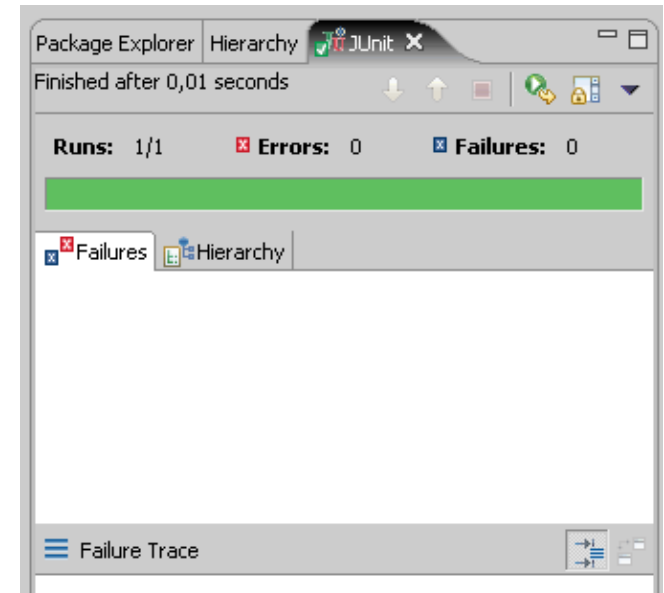 Package Explorer Hierarchy JUnit
Finished after 0,01 seconds
Runs: 1/1 Errors: 0 Failures: 0
Failures Hierarchy
Failure Trace